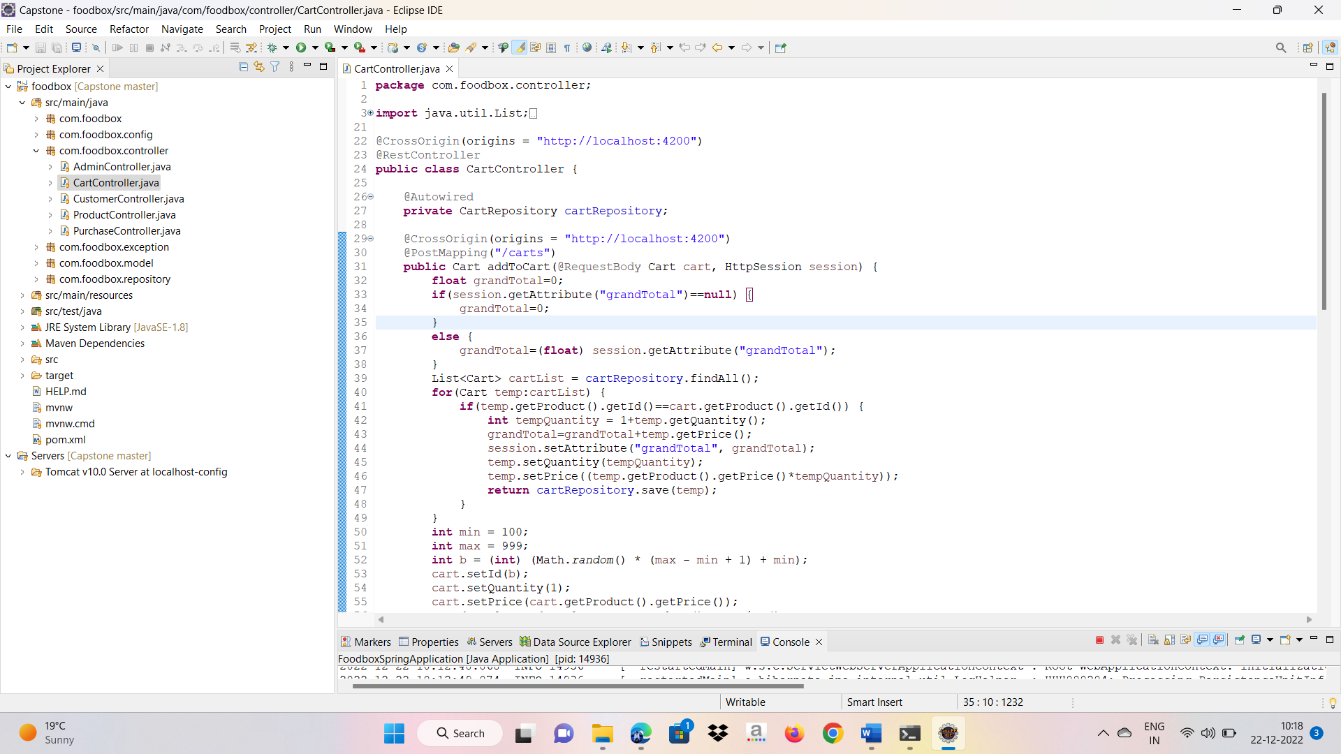 Capstone - foodbox/src/main/java/com/foodbox/controller/CartController.java - Eclipse IDE
File Edit Source Refactor Navigate Search Project Run Window Help
Project Explorer
CartController.java
foodbox [Capstone master]
src/main/java
com.foodbox
com.foodbox.config
com.foodbox.controller
AdminController.java
CartController.java
CustomerController.java
ProductController.java
PurchaseController.java
com.foodbox.exception
com.foodbox.model
com.foodbox.repository
src/main/resources
src/test/java
JRE System Library [JavaSE-1.8]
Maven Dependencies
src
target
HELP.md
mvnw
mvnw.cmd
pom.xml
Servers [Capstone master]
Tomcat v10.0 Server at localhost-config
1 package com.foodbox.controller;
2
3 import java.util.List;
21
22 @CrossOrigin(origins = "http://localhost:4200")
23 @RestController
24 public class CartController {
25
26 @Autowired
27 private CartRepository cartRepository;
28
29 @CrossOrigin(origins = "http://localhost:4200")
30 @PostMapping("/carts")
31 public Cart addToCart(@RequestBody Cart cart, HttpSession session) {
32 float grandTotal=0;
33 if(session.getAttribute("grandTotal")==null) {
34 grandTotal=0;
35 }
36 else {
37 grandTotal=(float) session.getAttribute("grandTotal");
38 }
39 List<Cart> cartList = cartRepository.findAll();
40 for(Cart temp:cartList) {
41 if(temp.getProduct().getId()==cart.getProduct().getId()) {
42 int tempQuantity = 1+temp.getQuantity();
43 grandTotal=grandTotal+temp.getPrice();
44 session.setAttribute("grandTotal", grandTotal);
45 temp.setQuantity(tempQuantity);
46 temp.setPrice((temp.getProduct().getPrice()*tempQuantity));
47 return cartRepository.save(temp);
48 }
49 }
50 int min = 100;
51 int max = 999;
52 int b = (int) (Math.random() * (max - min + 1) + min);
53 cart.setId(b);
54 cart.setQuantity(1);
55 cart.setPrice(cart.getProduct().getPrice());
Markers Properties Servers Data Source Explorer Snippets Terminal Console
FoodboxSpringApplication [Java Application] [pid: 14936]
Writable Smart Insert 35 : 10 : 1232
19°C
Sunny
Search
1
ENG
IN
10:18
22-12-2022
3